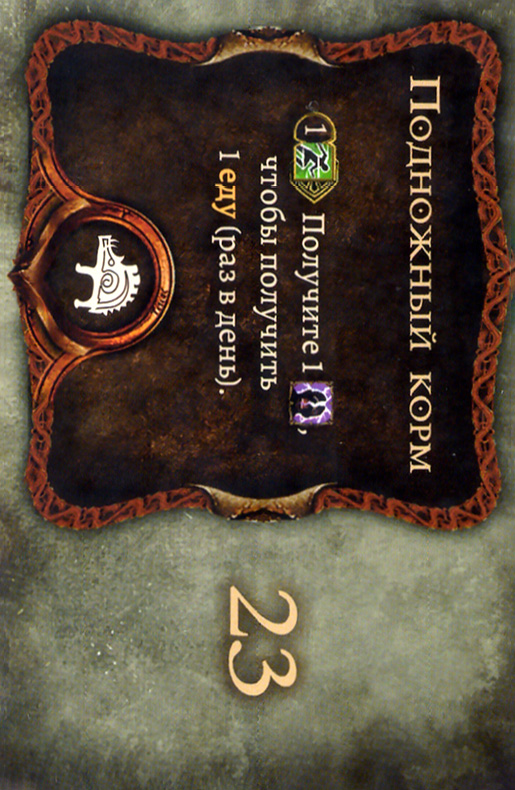 Подножный корм
1 Получите 1 ,
чтобы получить
1 еду (раз в день).
23